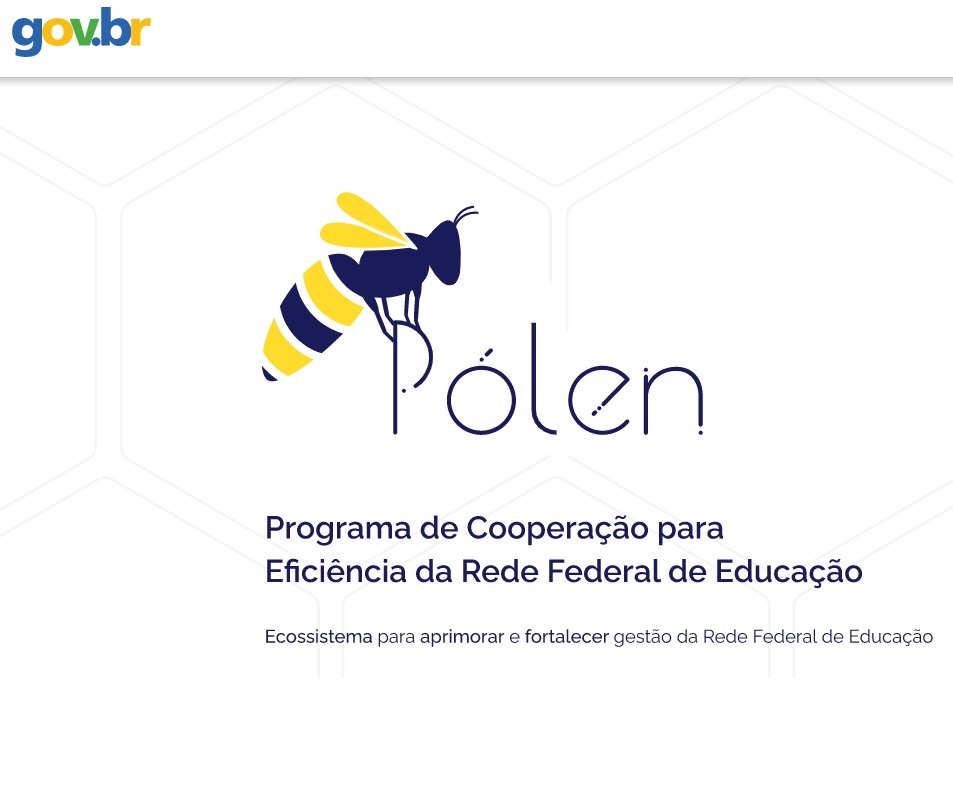 gov.br
Pólen
Programa de Cooperação para
Eficiência da Rede Federal de Educação
Ecossistema para aprimorar e fortalecer gestão da Rede Federal de Educação